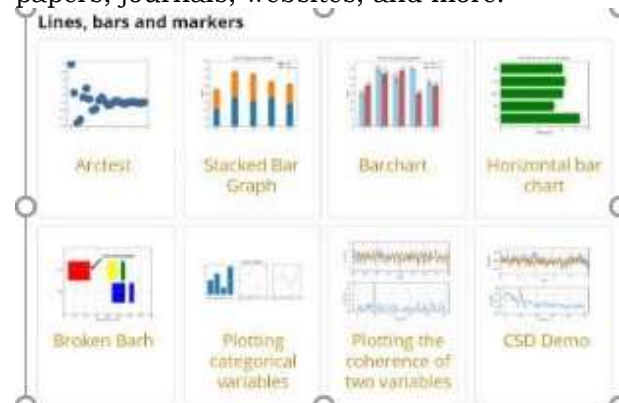 papers, journals, websites, and more.
Lines, bars and markers
Arctest
Stacked Bar
Graph
Barchart
Horizontal bar
chart
Broken Barh
Plotting
categorical
variables
Plotting the
coherence of
two variables
CSD Demo